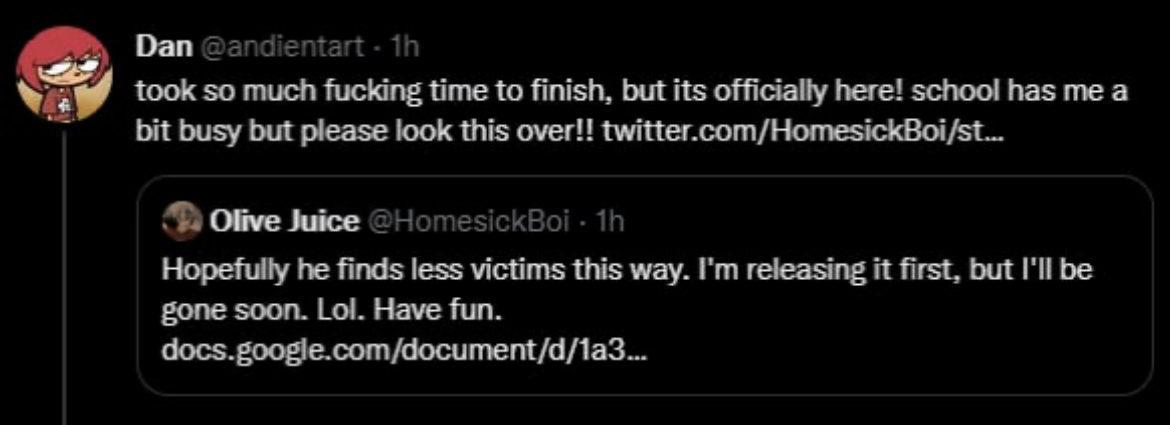 Dan @andientart · 1h
took so much fucking time to finish, but its officially here! school has me a
bit busy but please look this over!! twitter.com/HomesickBoi/st...
Olive Juice @HomesickBoi · 1h
Hopefully he finds less victims this way. I'm releasing it first, but I'll be
gone soon. Lol. Have fun.
docs.google.com/document/d/1a3...